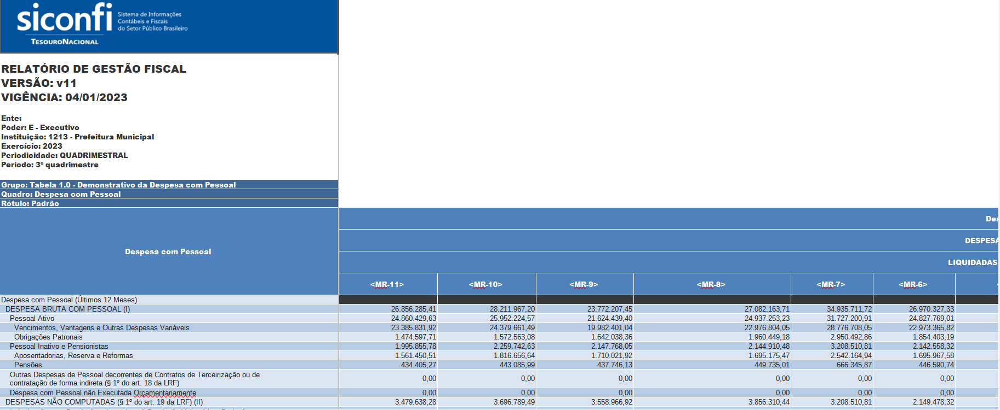 siconfi
Sistema de Informações
Contábeis e Fiscais
do Setor Público Brasileiro
TESOURONACIONAL
RELATÓRIO DE GESTÃO FISCAL
VERSÃO: v11
VIGÊNCIA: 04/01/2023
Ente:
Poder: E - Executivo
Instituição: 1213 - Prefeitura Municipal
Exercício: 2023
Periodicidade: QUADRIMESTRAL
Período: 3º quadrimestre
Grupo: Tabela 1.0 - Demonstrativo da Despesa com Pessoal
Quadro: Despesa com Pessoal
Rótulo: Padrão
Des
DESPESA
Despesa com Pessoal
LIQUIDADAS
<MR-11> <MR-10> <MR-9> <MR-8> <MR-7> <MR-6> <
Despesa com Pessoal (Últimos 12 Meses)
DESPESA BRUTA COM PESSOAL (I) 26.856.285,41 28.211.967,20 23.772.207,45 27.082.163,71 34.935.711,72 26.970.327,33
Pessoal Ativo 24.860.429,63 25.952.224,57 21.624.439,40 24.937.253,23 31.727.200,91 24.827.769,01
Vencimentos, Vantagens e Outras Despesas Variáveis 23.385.831,92 24.379.661,49 19.982.401,04 22.976.804,05 28.776.708,05 22.973.365,82
Obrigações Patronais 1.474.597,71 1.572.563,08 1.642.038,36 1.960.449,18 2.950.492,86 1.854.403,19
Pessoal Inativo e Pensionistas 1.995.855,78 2.259.742,63 2.147.768,05 2.144.910,48 3.208.510,81 2.142.558,32
Aposentadorias, Reserva e Reformas 1.561.450,51 1.816.656,64 1.710.021,92 1.695.175,47 2.542.164,94 1.695.967,58
Pensões 434.405,27 443.085,99 437.746,13 449.735,01 666.345,87 446.590,74
Outras Despesas de Pessoal decorrentes de Contratos de Terceirização ou de
contratação de forma indireta (§ 1º do art. 18 da LRF) 0,00 0,00 0,00 0,00 0,00 0,00
Despesa com Pessoal não Executada Orçamentariamente 0,00 0,00 0,00 0,00 0,00 0,00
DESPESAS NÃO COMPUTADAS (§ 1º do art. 19 da LRF) (II) 3.479.638,28 3.696.789,49 3.558.966,92 3.856.310,44 3.208.510,81 2.149.478,32